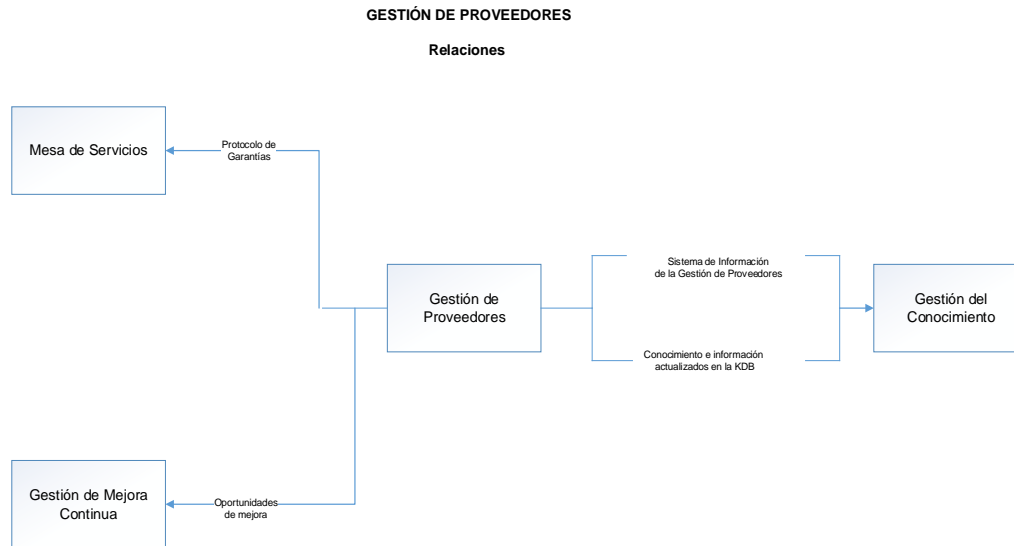 GESTIÓN DE PROVEEDORES
Relaciones
Mesa de Servicios
Protocolo de
Garantías
Sistema de Información
de la Gestión de Proveedores
Gestión de
Proveedores
Gestión del
Conocimiento
Conocimiento e información
actualizados en la KDB
Gestión de Mejora
Continua
Oportunidades
de mejora